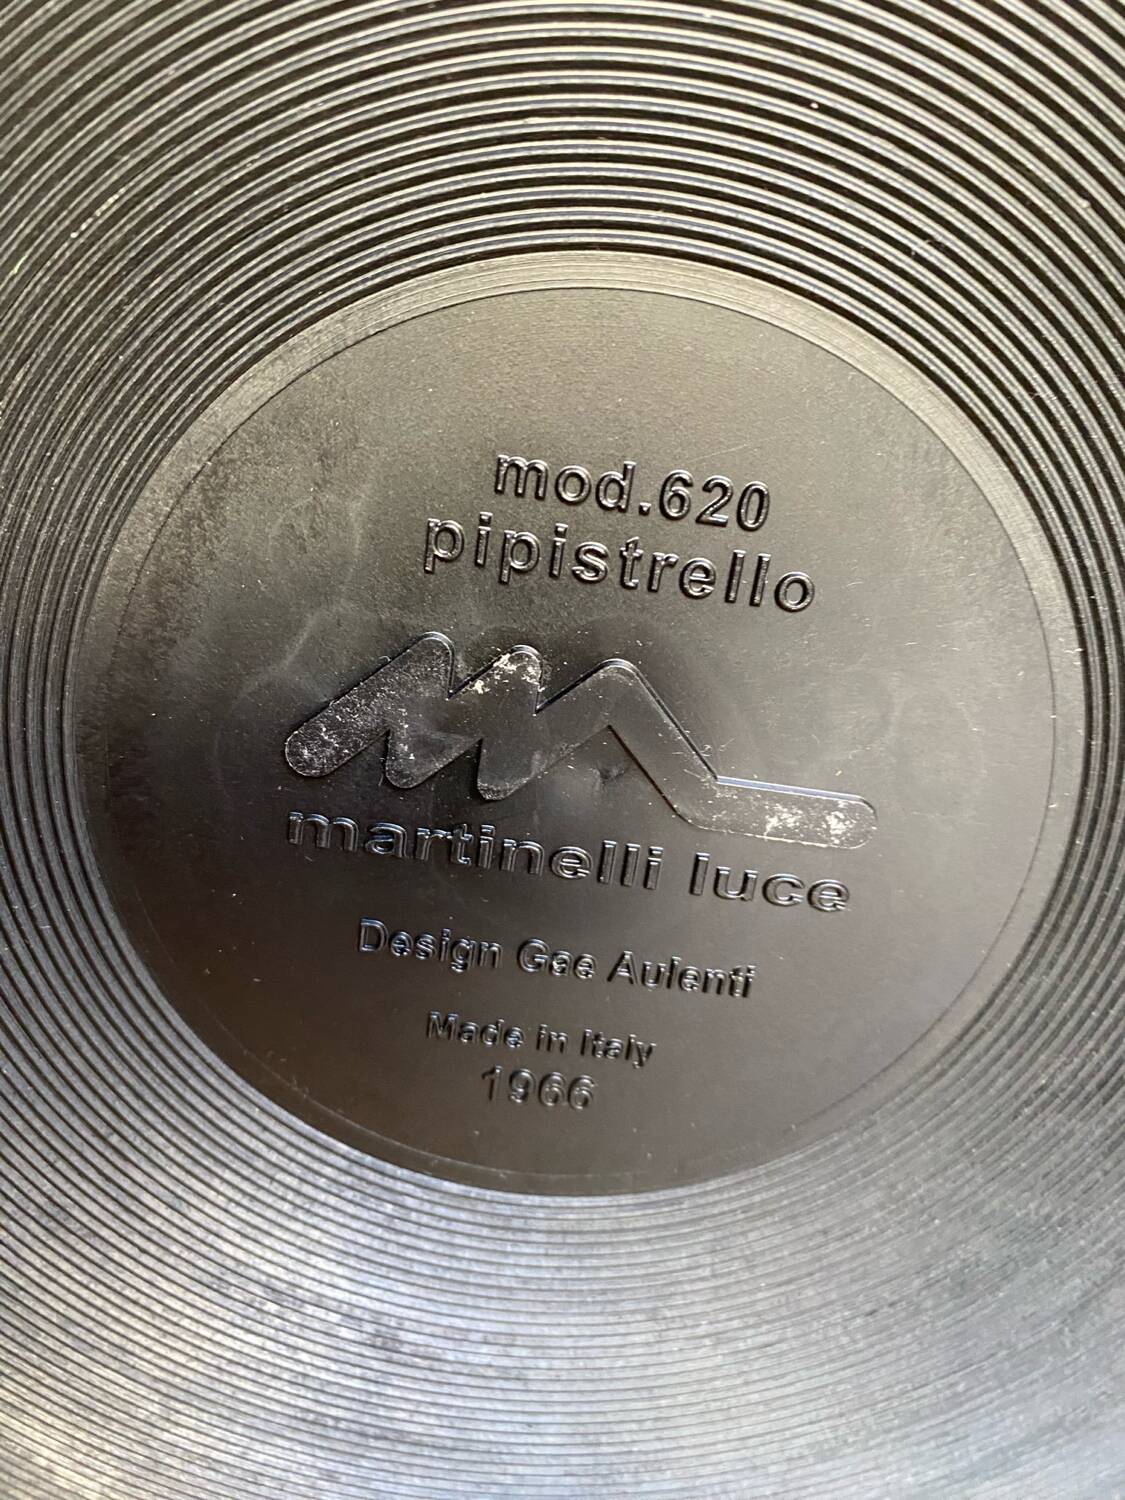 mod.620
pipistrello
martinelli luce
Design Gae Aulenti
Made in Italy
1966